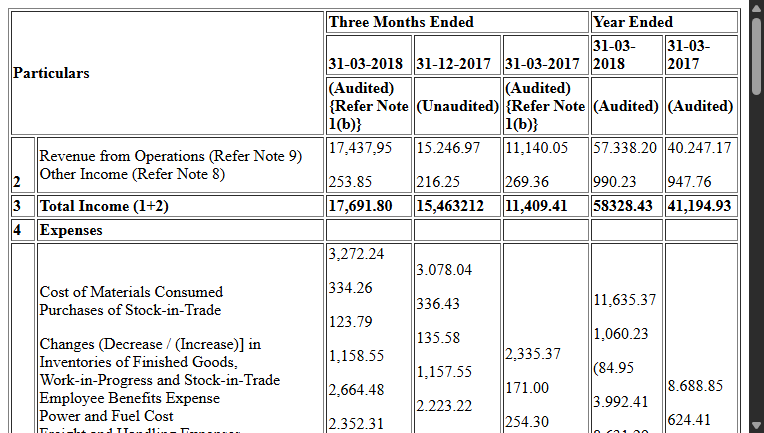 Particulars
Three Months Ended
Year Ended
31-03-2018
31-12-2017
31-03-2017
31-03-
2018
31-03-
2017
(Audited)
{Refer Note
1(b)}
(Unaudited)
(Audited)
{Refer Note
1(b)}
(Audited)
(Audited)
2
Revenue from Operations (Refer Note 9)
Other Income (Refer Note 8)
17,437,95
253.85
15.246.97
216.25
11,140.05
269.36
57.338.20
990.23
40.247.17
947.76
3
Total Income (1+2)
17,691.80
15,463212
11,409.41
58328.43
41,194.93
4
Expenses
Cost of Materials Consumed
Purchases of Stock-in-Trade
Changes (Decrease / (Increase)] in
Inventories of Finished Goods,
Work-in-Progress and Stock-in-Trade
Employee Benefits Expense
Power and Fuel Cost
Freight and Handling Expenses
3,272.24
334.26
123.79
1,158.55
2,664.48
2.352.31
3.078.04
336.43
135.58
1,157.55
2.223.22
2,335.37
171.00
254.30
11,635.37
1,060.23
(84.95
3.992.41
8.688.85
624.41